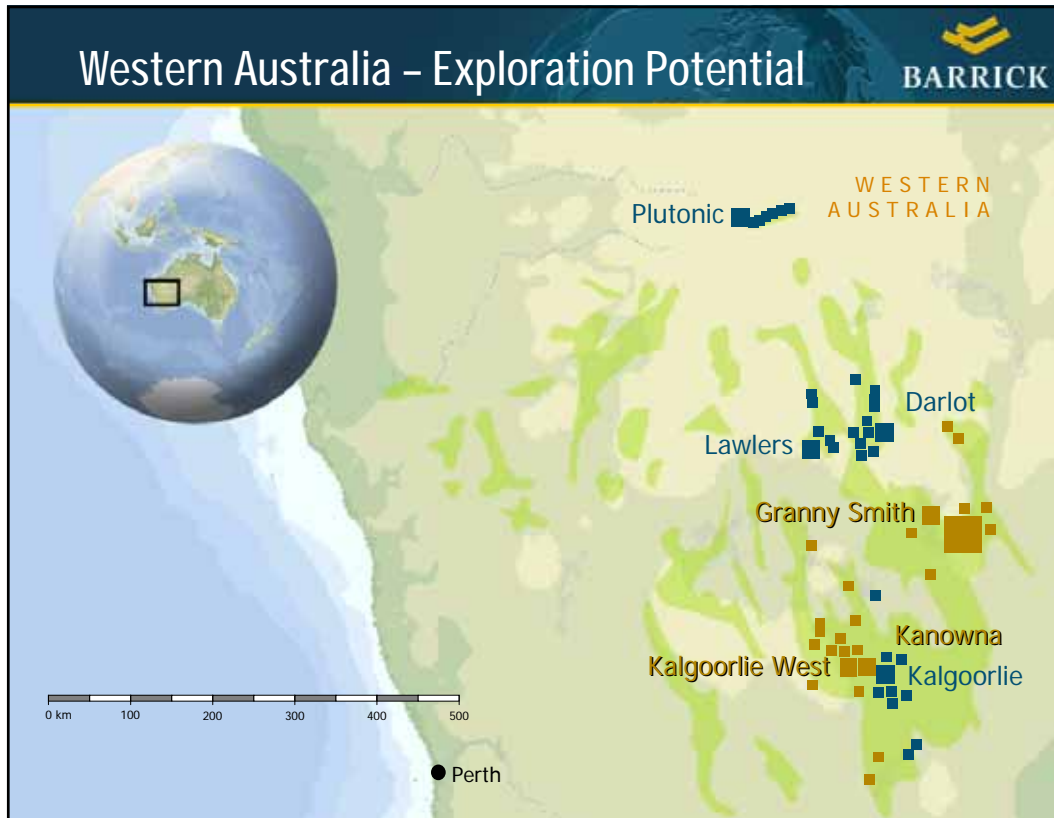 Western Australia – Exploration Potential
BARRICK
WESTERN
AUSTRALIA
Plutonic
Darlot
Lawlers
Granny Smith
Kanowna
Kalgoorlie West
Kalgoorlie
0 km 100 200 300 400 500
Perth